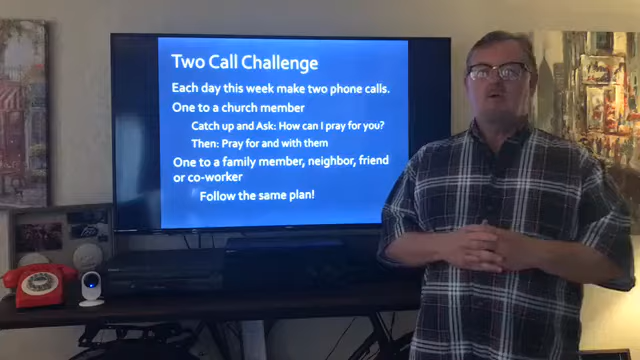 Two Call Challenge
Each day this week make two phone calls.
One to a church member
Catch up and Ask: How can I pray for you?
Then: Pray for and with them
One to a family member, neighbor, friend
or co-worker
Follow the same plan!